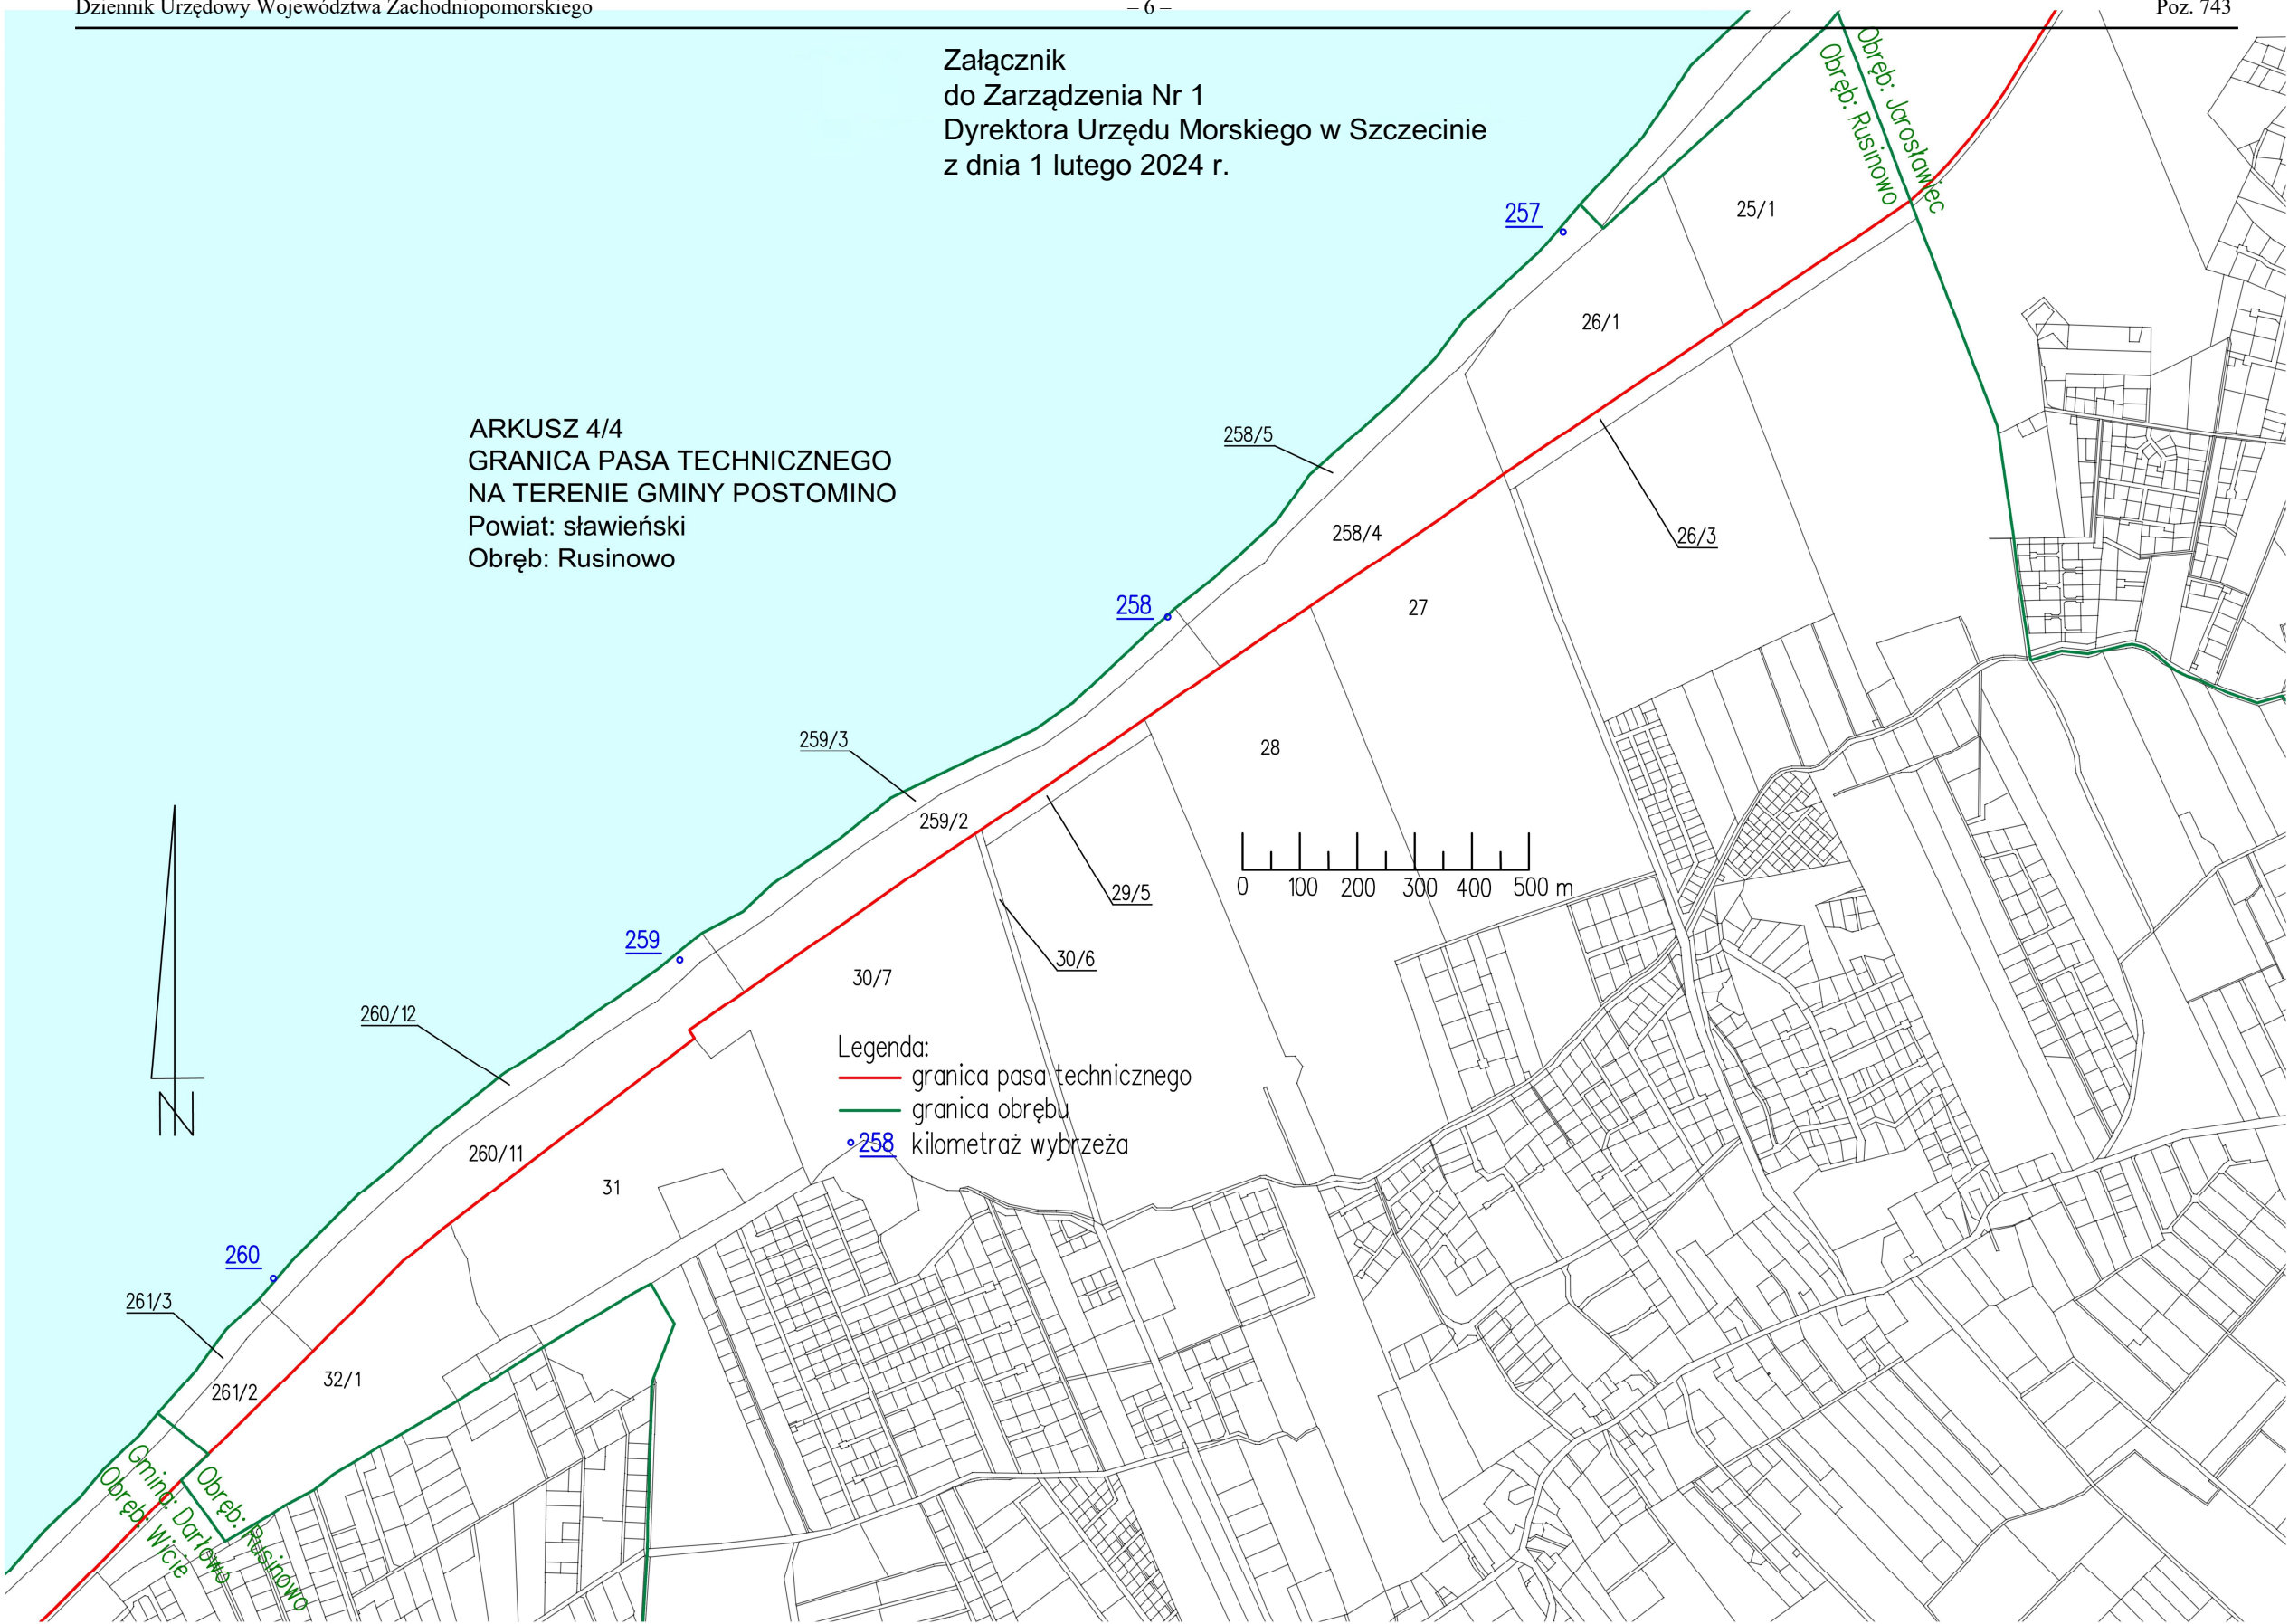 Dziennik Urzędowy Województwa Zachodniopomorskiego
– 6 –
Poz. 743
Załącznik
do Zarządzenia Nr 1
Dyrektora Urzędu Morskiego w Szczecinie
z dnia 1 lutego 2024 r.
Obręb: Jarosławiec
Obręb: Rusinowo
257
25/1
26/1
ARKUSZ 4/4
GRANICA PASA TECHNICZNEGO
NA TERENIE GMINY POSTOMINO
Powiat: sławieński
Obręb: Rusinowo
258/5
258/4
26/3
258
27
259/3
28
259/2
0 100 200 300 400 500 m
29/5
259
30/6
30/7
260/12
Legenda:
granica pasa technicznego
granica obrębu
258 kilometraż wybrzeża
N
260/11
31
260
261/3
32/1
261/2
Obręb: Rusinowo
Gmina: Darłowo
Obręb: Wicie